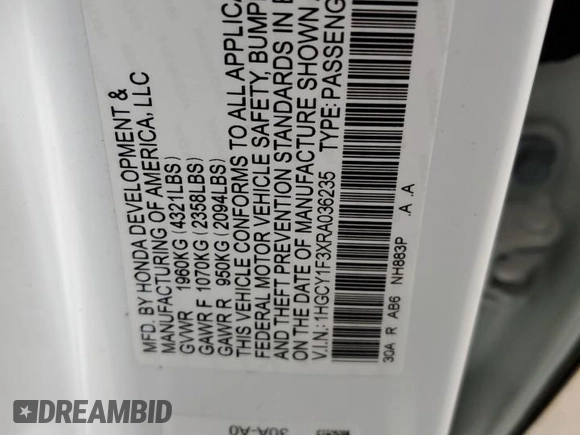 MFD. BY HONDA DEVELOPMENT &
MANUFACTURING OF AMERICA, LLC
GVWR 1960KG (4321LBS)
GAWR F 1070KG (2358LBS)
GAWR R 950KG (2094LBS)
THIS VEHICLE CONFORMS TO ALL APPLICA
FEDERAL MOTOR VEHICLE SAFETY, BUMP
AND THEFT PREVENTION STANDARDS IN E
ON THE DATE OF MANUFACTURE SHOWN A
V.I.N.: 1HGCY1F3XRA036235 TYPE: PASSENG
30A R AB6 NH883P .A .A
30A-A0
DREAMBID